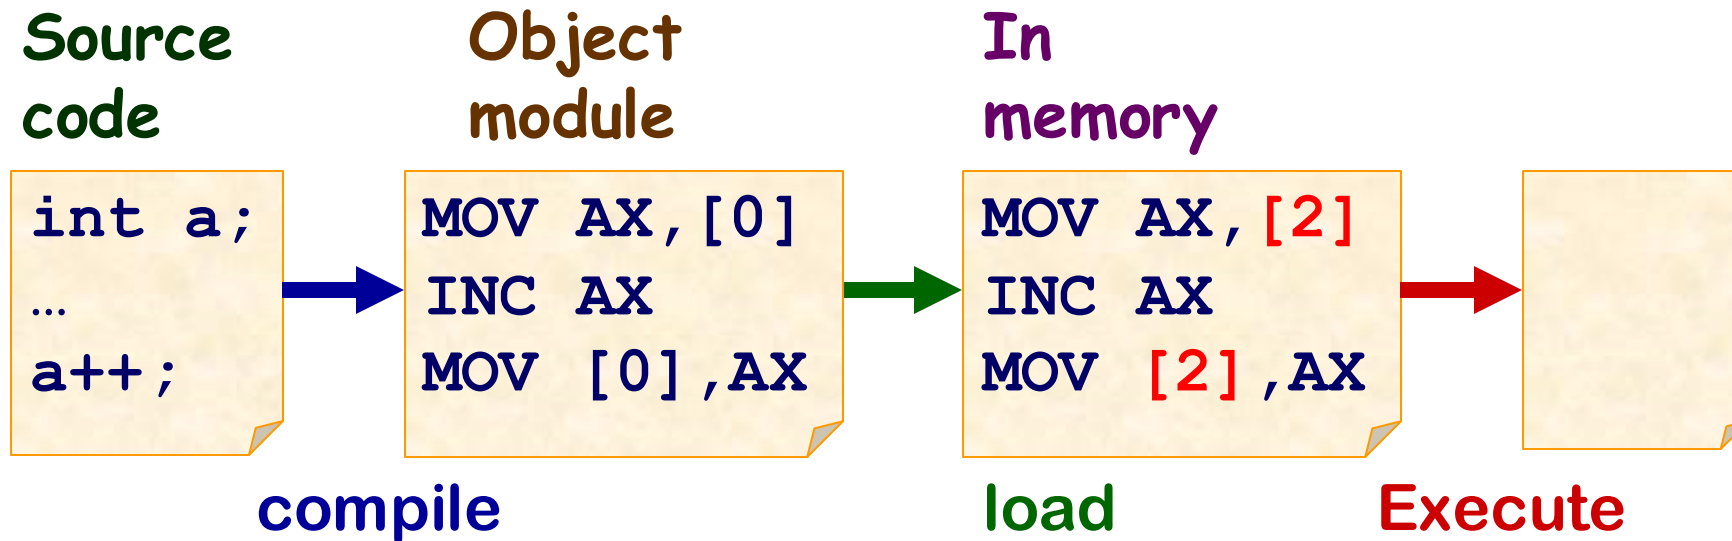 Source
code
Object
module
In
memory
int a;
…
a++;
MOV AX,[0]
INC AX
MOV [0],AX
MOV AX,[2]
INC AX
MOV [2],AX
compile
load
Execute